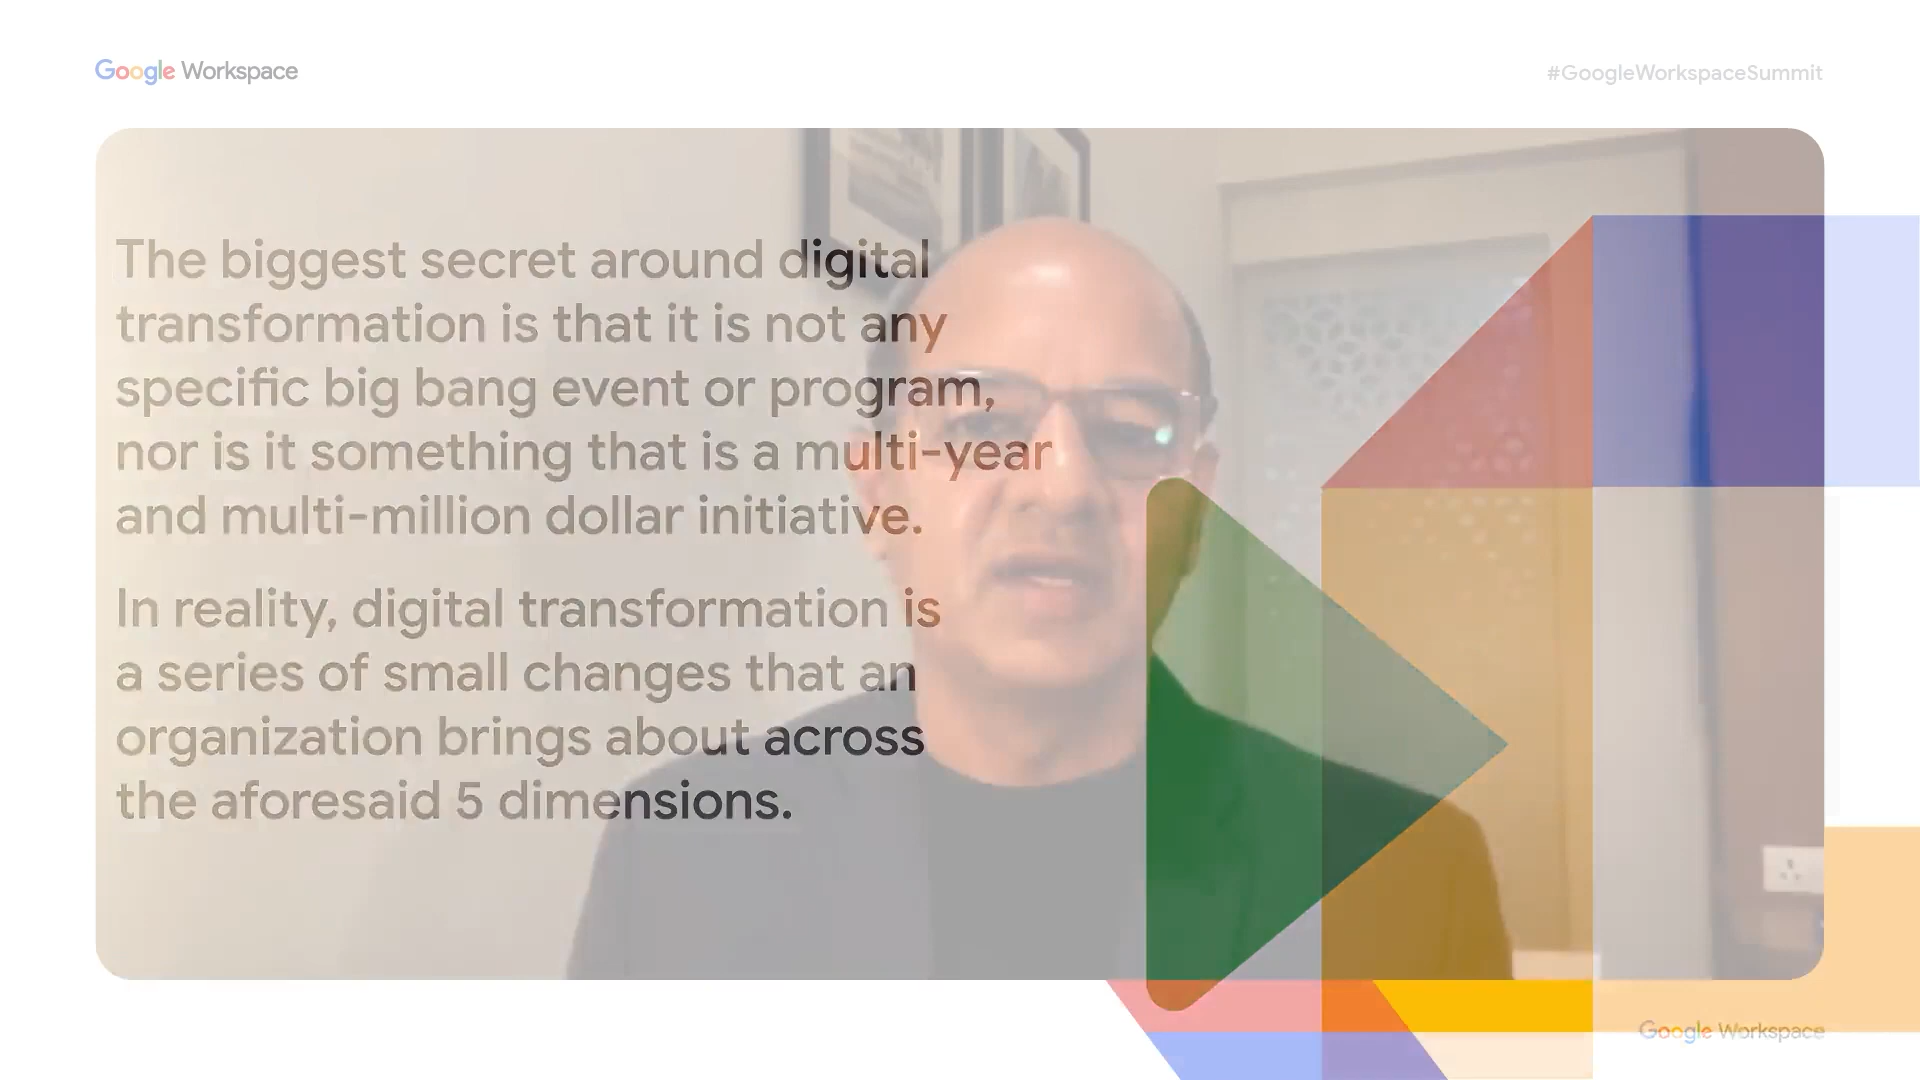 Google Workspace
#GoogleWorkspaceSummit
The biggest secret around digital
transformation is that it is not any
specific big bang event or program,
nor is it something that is a multi-year
and multi-million dollar initiative.
In reality, digital transformation is
a series of small changes that an
organization brings about across
the aforesaid 5 dimensions.
Google Workspace